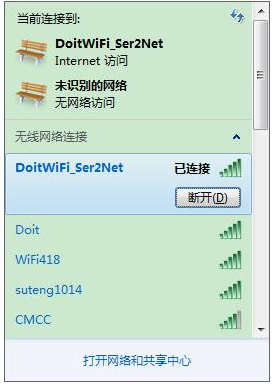 当前连接到:
DoitWiFi_Ser2Net
Internet 访问
未识别的网络
无网络访问
无线网络连接
DoitWiFi_Ser2Net 已连接
断开(D)
Doit
WiFi418
suteng1014
CMCC
打开网络和共享中心